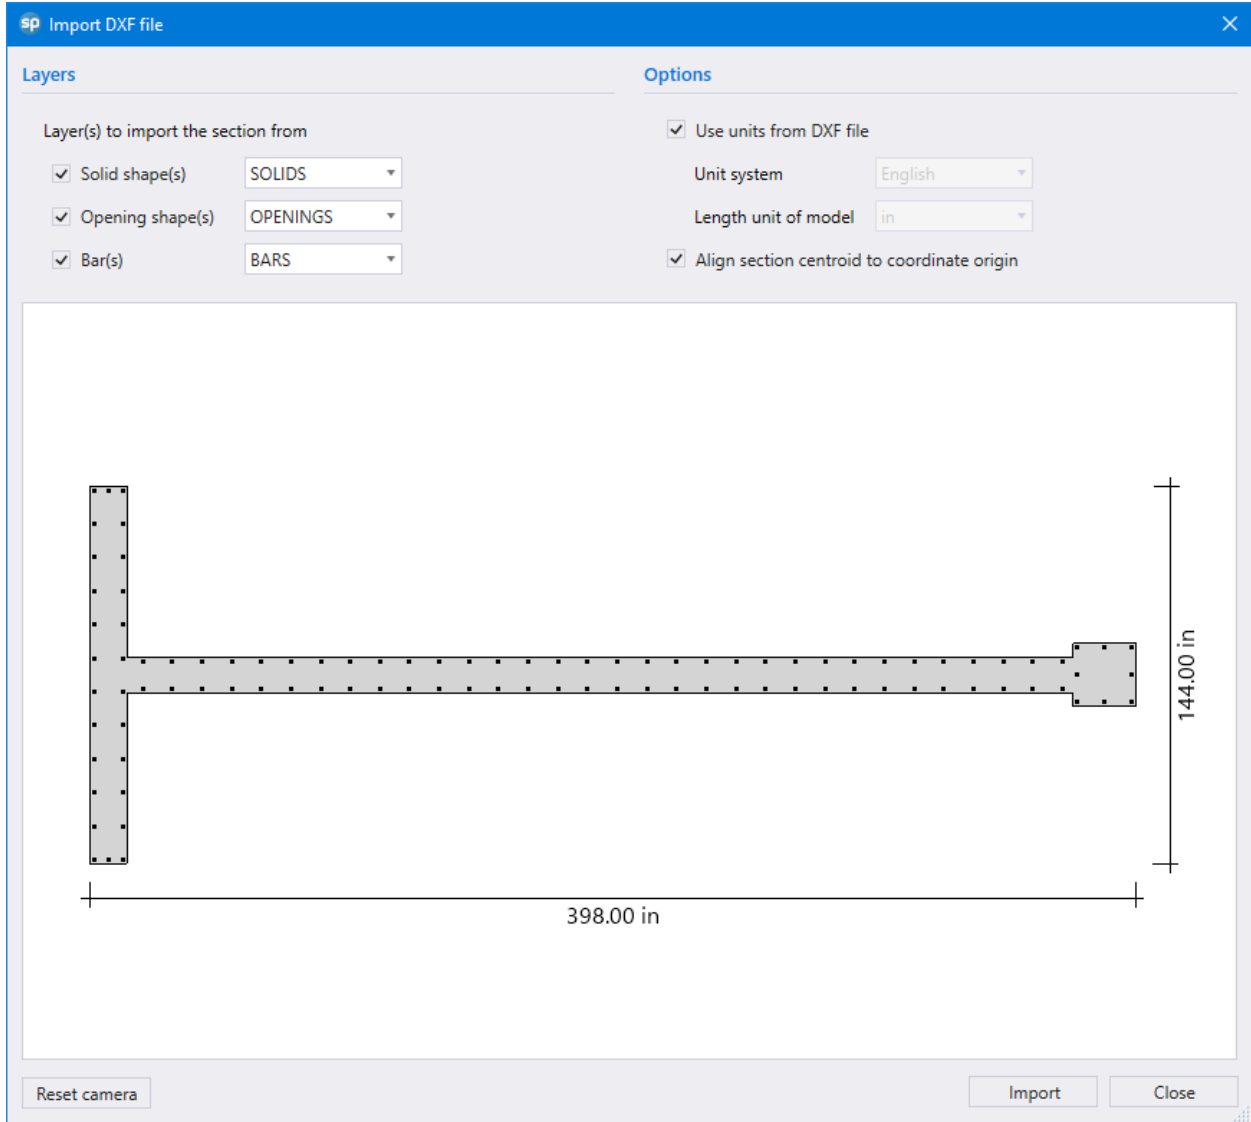 sp Import DXF file
Layers
Options
Layer(s) to import the section from
Use units from DXF file
Solid shape(s) SOLIDS
Unit system English
Opening shape(s) OPENINGS
Length unit of model in
Bar(s) BARS
Align section centroid to coordinate origin
144.00 in
398.00 in
Reset camera
Import
Close